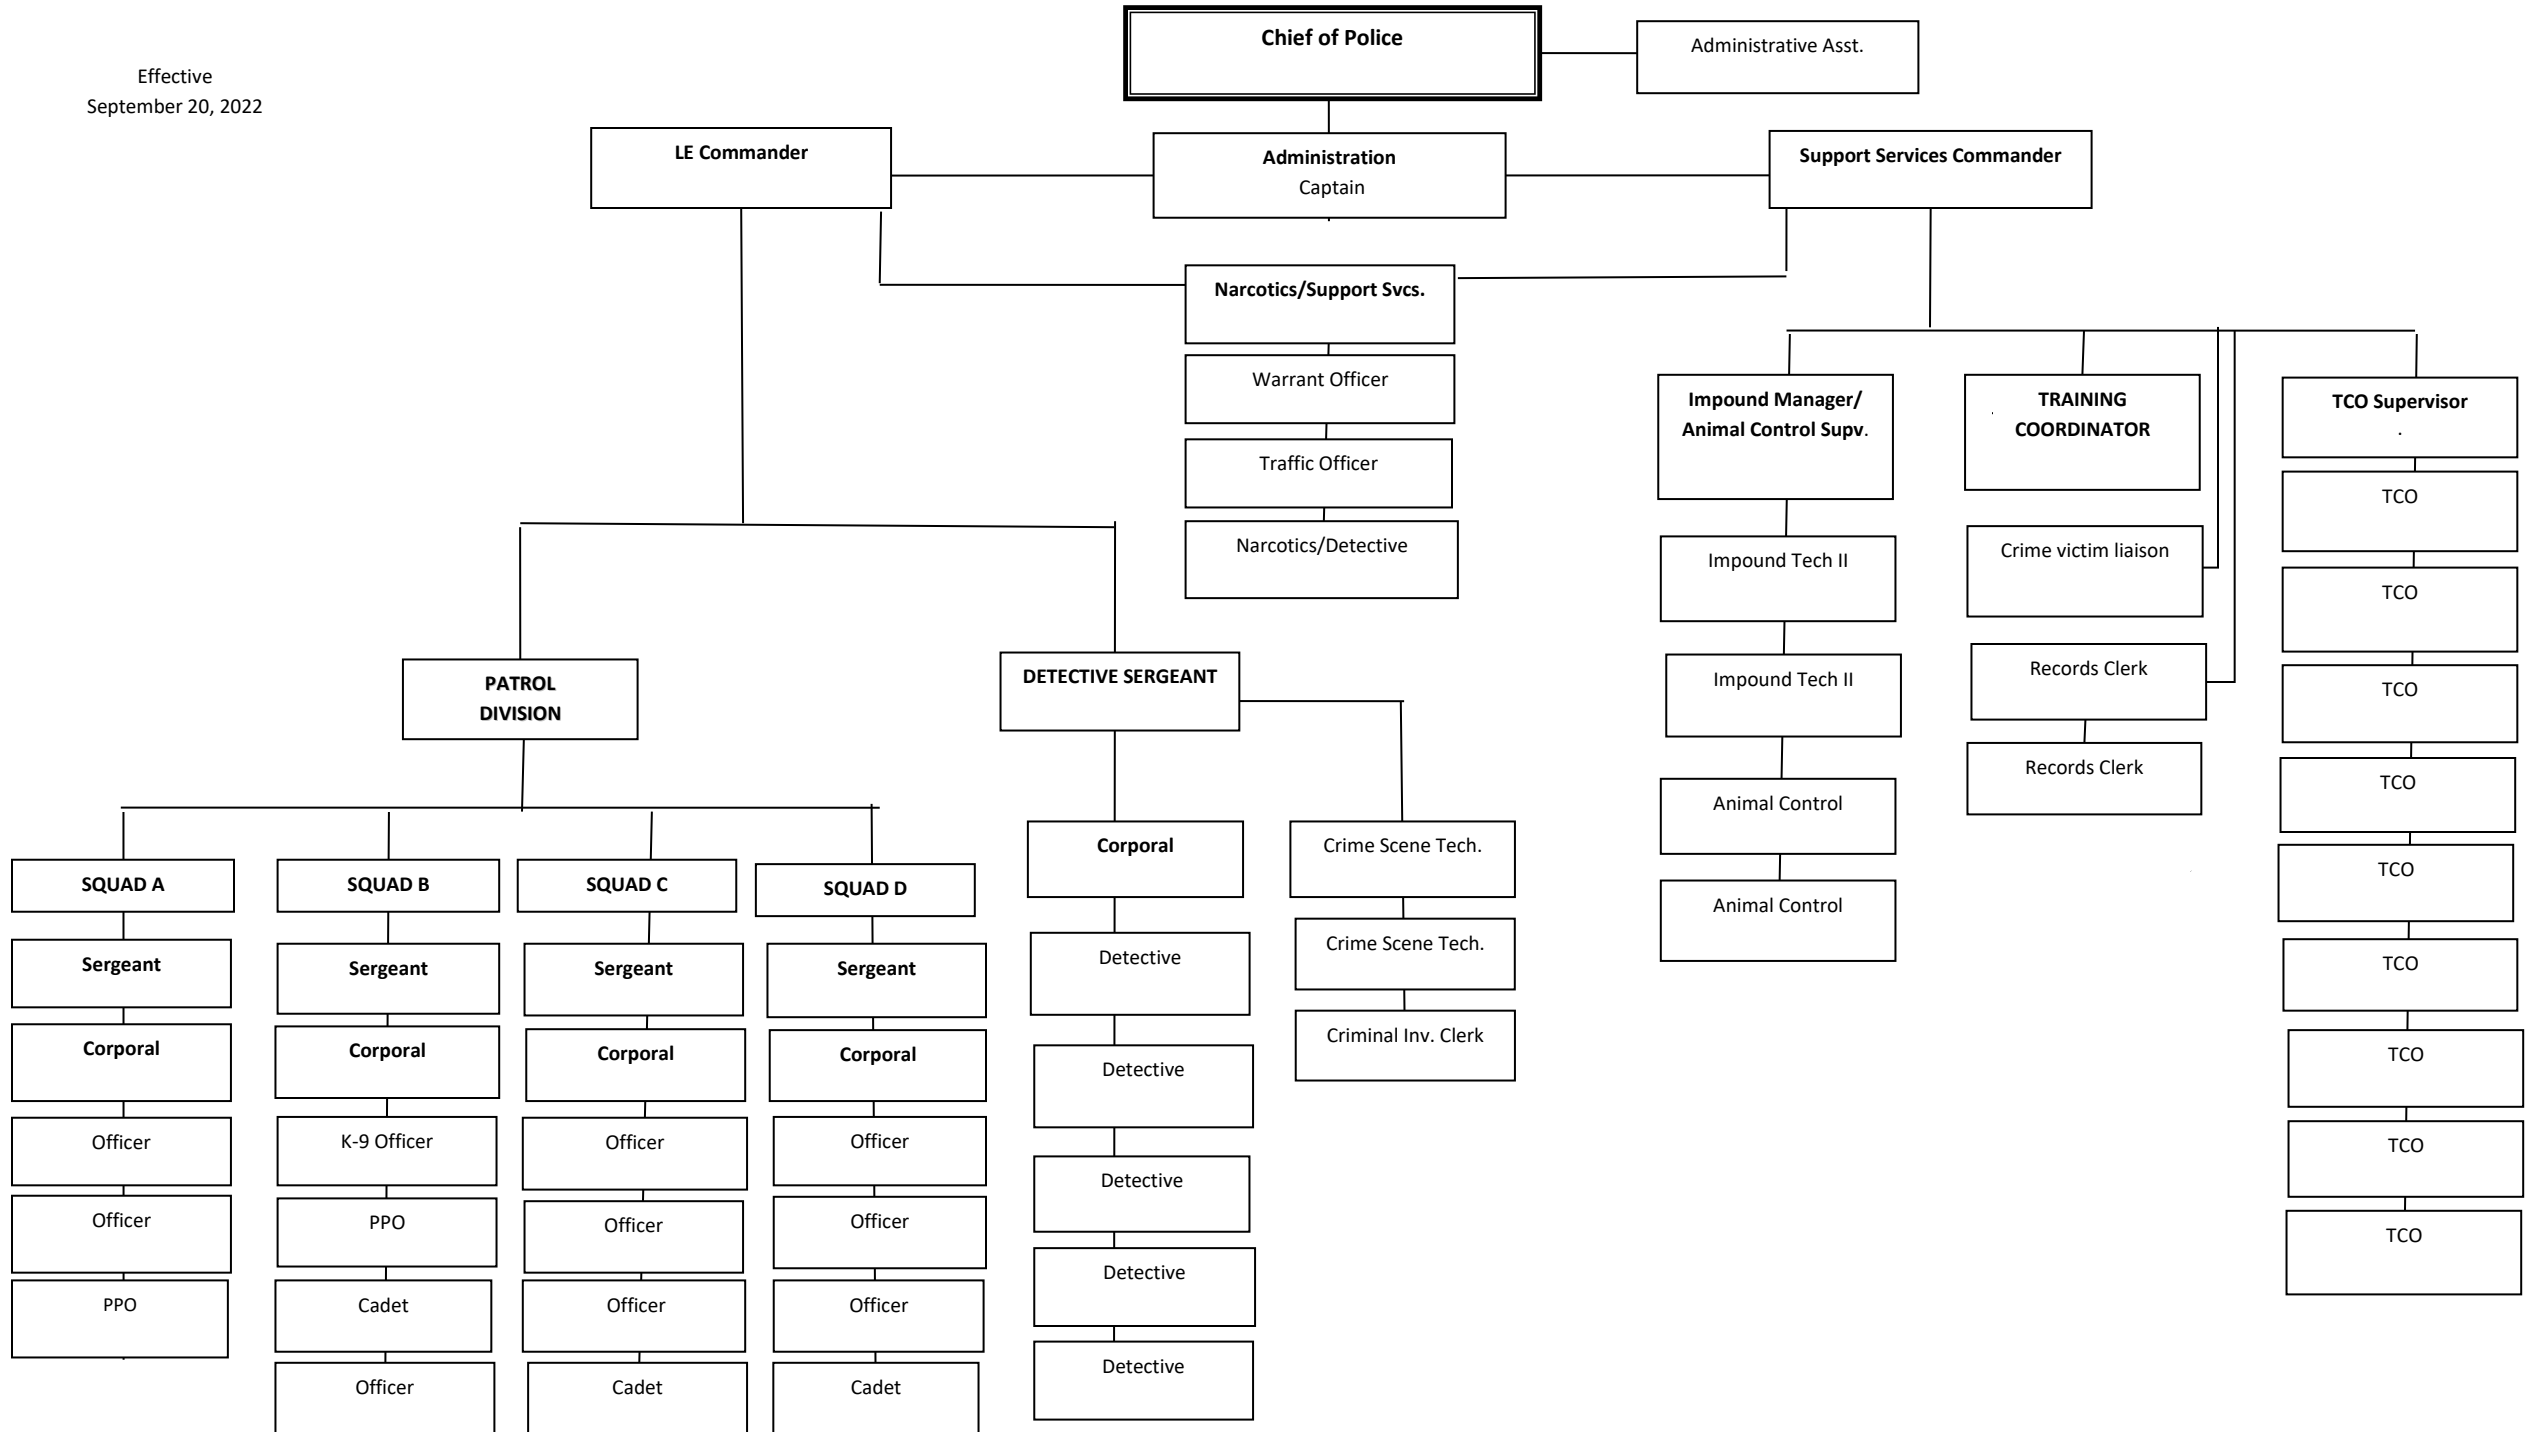 Chief of Police
Administrative Asst.
Effective
September 20, 2022
LE Commander
Administration
Captain
Support Services Commander
Narcotics/Support Svcs.
Warrant Officer
Traffic Officer
Narcotics/Detective
Impound Manager/
Animal Control Supv.
Impound Tech II
Impound Tech II
Animal Control
Animal Control
TRAINING
COORDINATOR
Crime victim liaison
Records Clerk
Records Clerk
TCO Supervisor
.
TCO
TCO
TCO
TCO
TCO
TCO
TCO
TCO
TCO
PATROL
DIVISION
SQUAD A
Sergeant
Corporal
Officer
Officer
PPO
SQUAD B
Sergeant
Corporal
K-9 Officer
PPO
Cadet
Officer
SQUAD C
Sergeant
Corporal
Officer
Officer
Officer
Cadet
SQUAD D
Sergeant
Corporal
Officer
Officer
Officer
Cadet
DETECTIVE SERGEANT
Corporal
Detective
Detective
Detective
Detective
Detective
Crime Scene Tech.
Crime Scene Tech.
Criminal Inv. Clerk